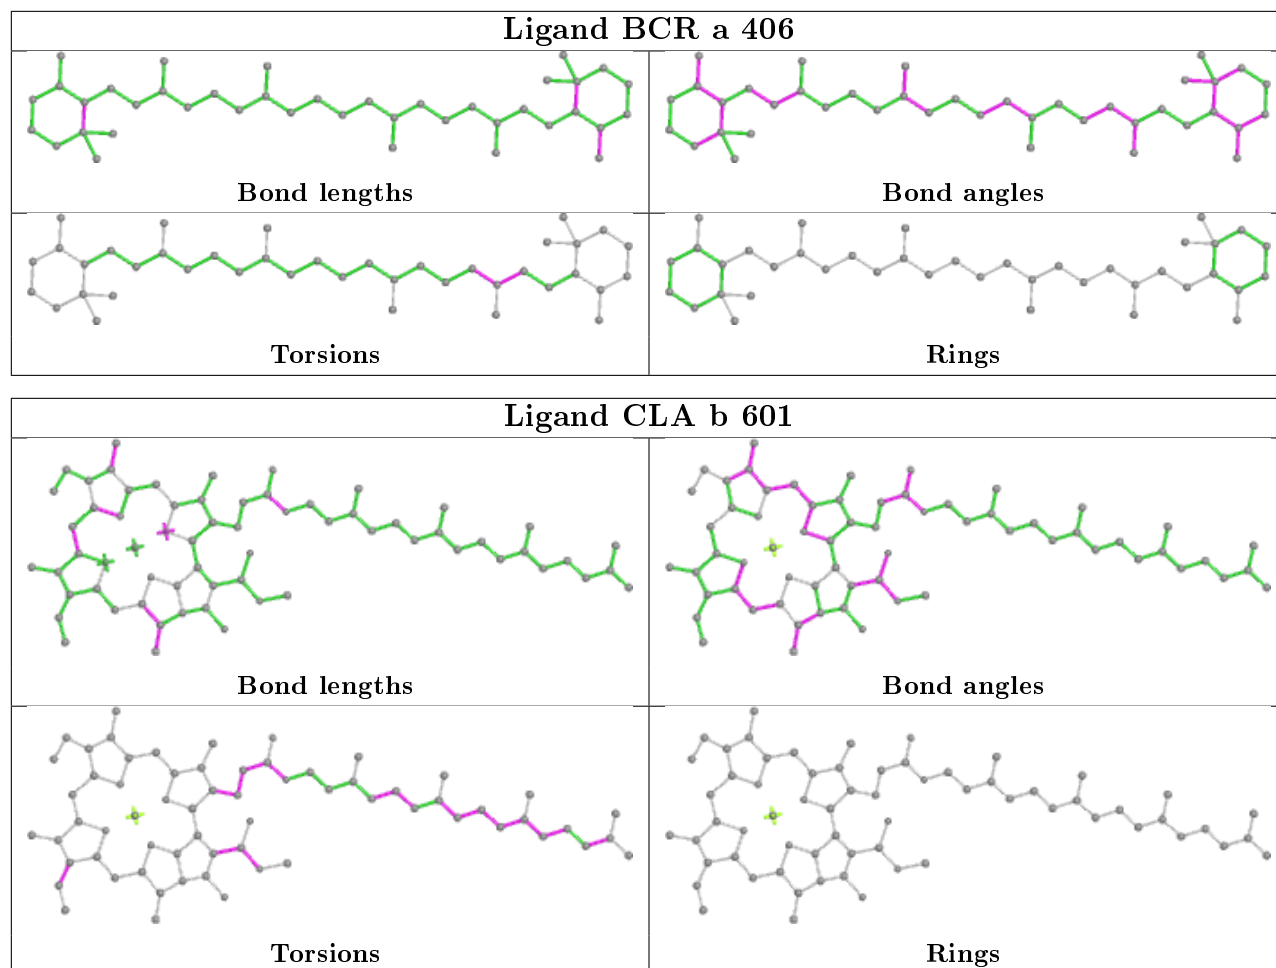 Ligand BCR a 406
Bond lengths
Bond angles
Torsions
Rings
Ligand CLA b 601
Bond lengths
Bond angles
Torsions
Rings